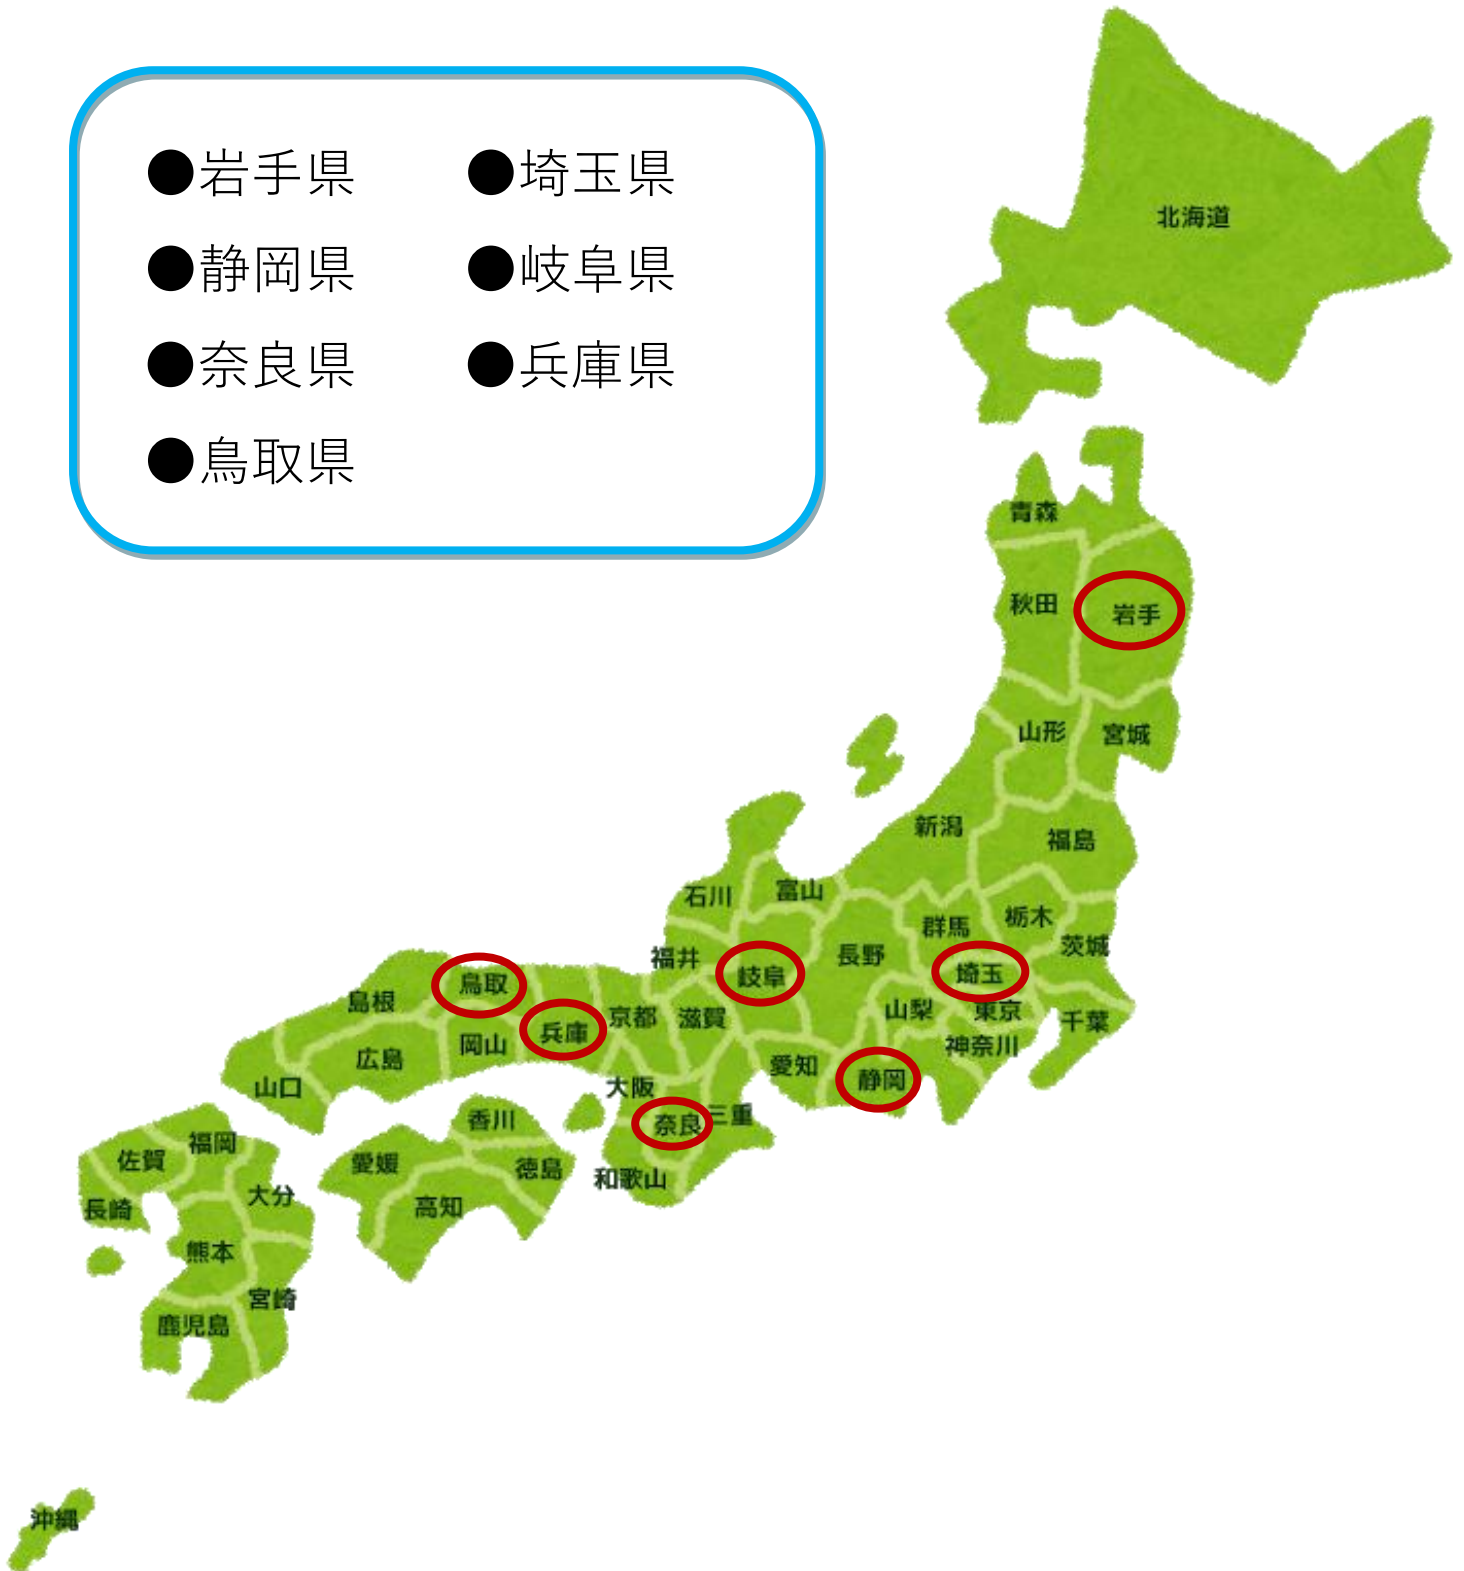 ●岩手県 ●埼玉県
●静岡県 ●岐阜県
●奈良県 ●兵庫県
●鳥取県
北海道
青森
秋田
岩手
山形
宮城
新潟
福島
石川
富山
群馬
栃木
茨城
福井
岐阜
長野
埼玉
鳥取
島根
兵庫
京都
滋賀
山梨
東京
千葉
広島
岡山
神奈川
愛知
静岡
山口
大阪
奈良
三重
香川
福岡
佐賀
愛媛
徳島
和歌山
大分
長崎
高知
熊本
宮崎
鹿児島
沖縄